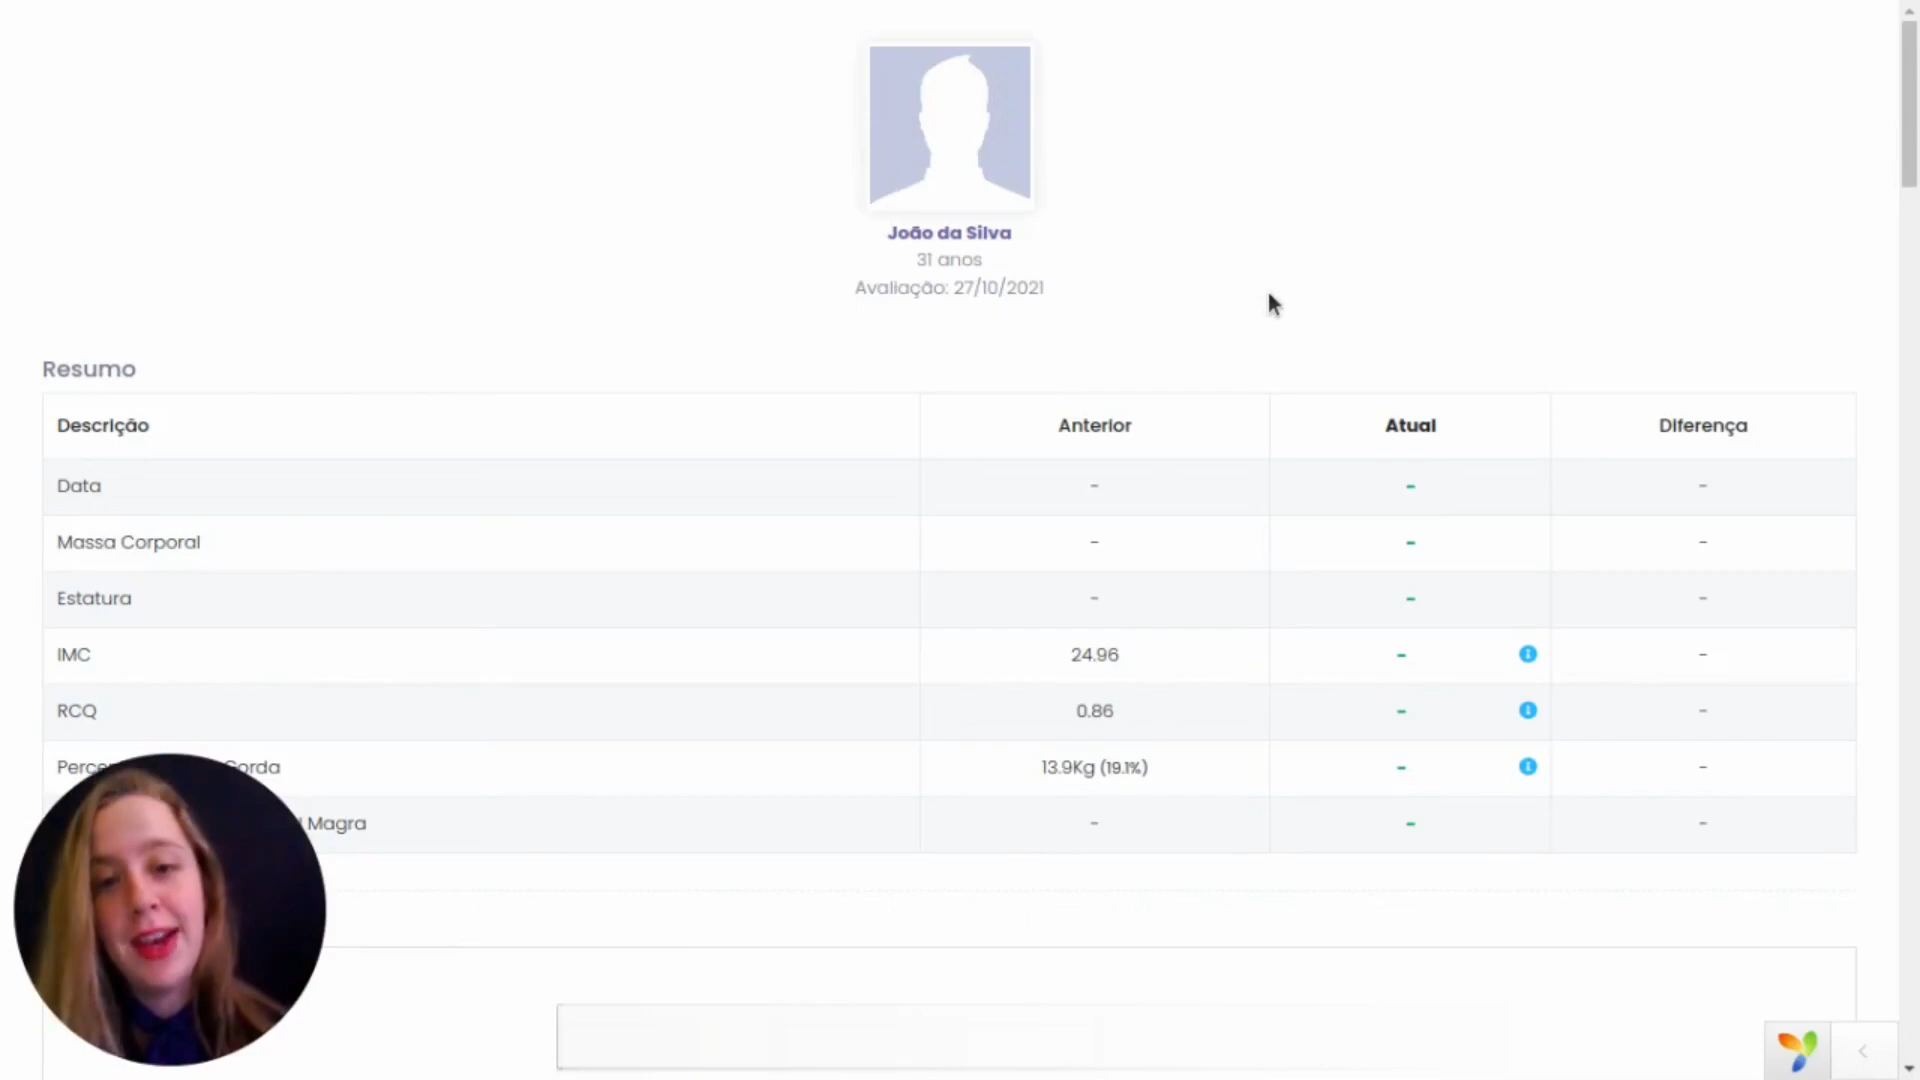 João da Silva
31 anos
Avaliação: 27/10/2021
Resumo
Descrição Anterior Atual Diferença
Data - - -
Massa Corporal - - -
Estatura - - -
IMC 24.96 - -
RCQ 0.86 - -
Gorda 13.9Kg (19.1%) - -
Magra - - -